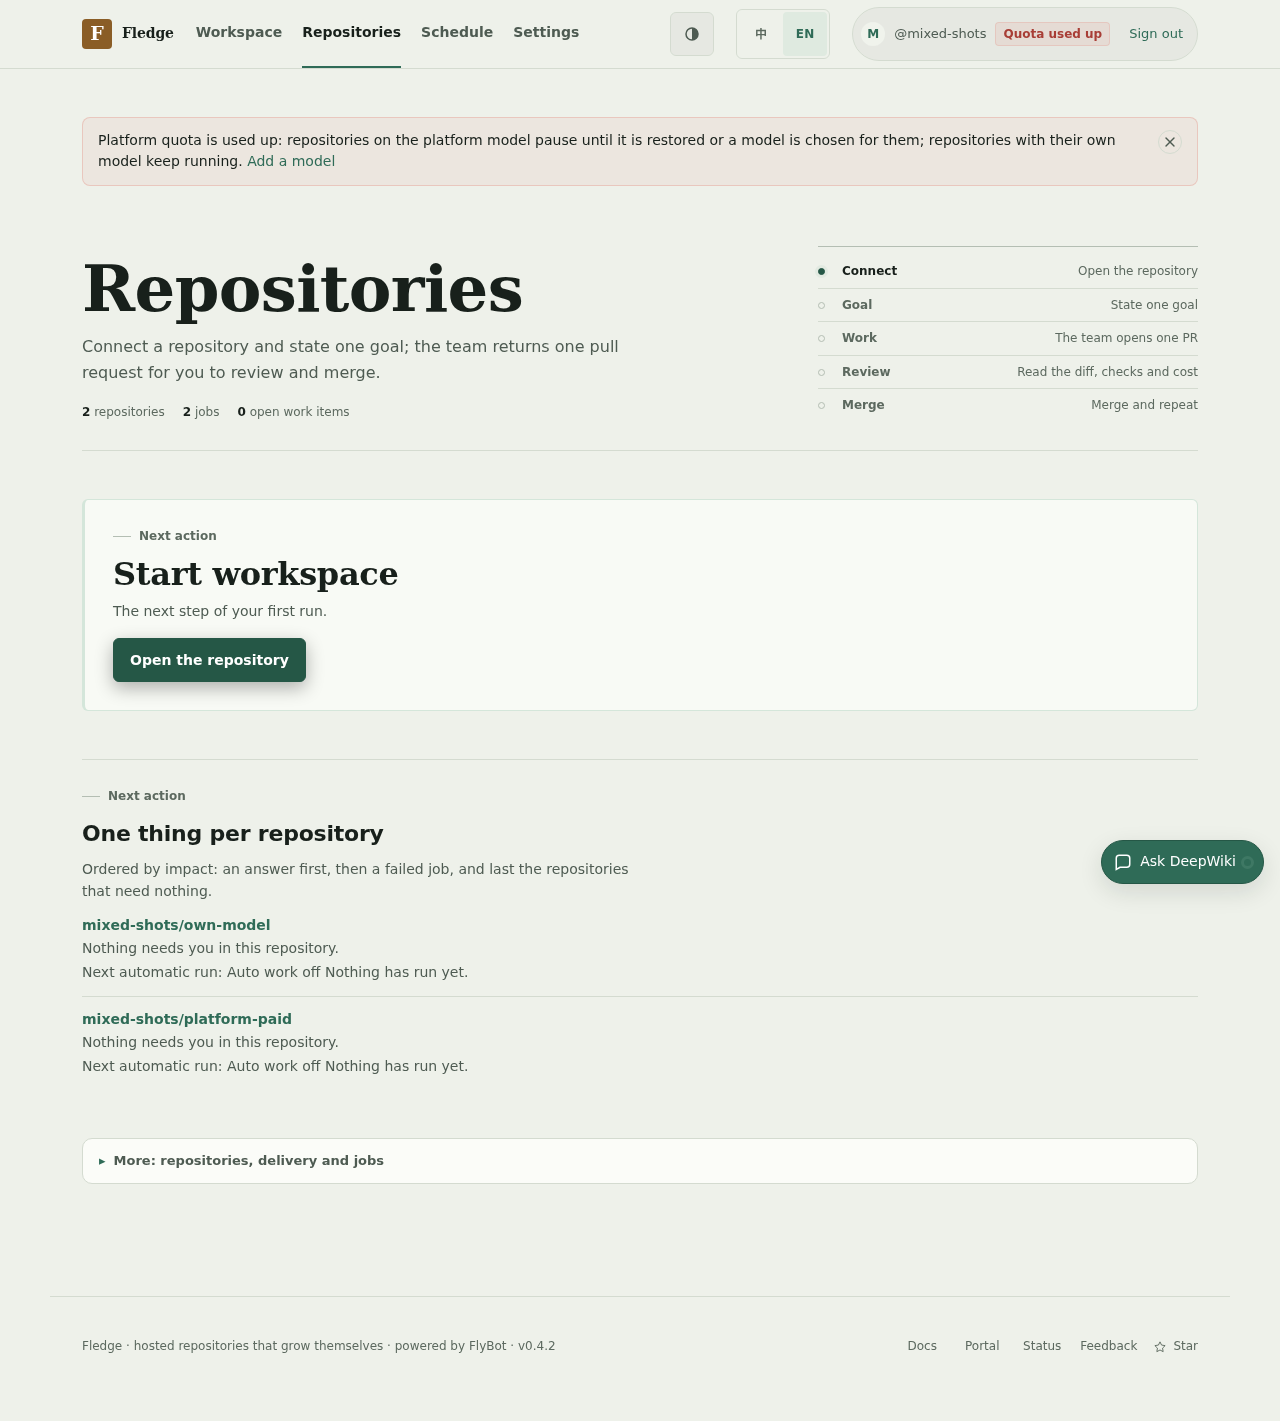 F Fledge Workspace Repositories Schedule Settings 中 EN M @mixed-shots Quota used up Sign out
Platform quota is used up: repositories on the platform model pause until it is restored or a model is chosen for them; repositories with their own
model keep running. Add a model
Repositories
Connect a repository and state one goal; the team returns one pull
request for you to review and merge.
2 repositories 2 jobs 0 open work items
Connect Open the repository
Goal State one goal
Work The team opens one PR
Review Read the diff, checks and cost
Merge Merge and repeat
Next action
Start workspace
The next step of your first run.
Open the repository
Next action
One thing per repository
Ordered by impact: an answer first, then a failed job, and last the repositories
that need nothing.
Ask DeepWiki
mixed-shots/own-model
Nothing needs you in this repository.
Next automatic run: Auto work off Nothing has run yet.
mixed-shots/platform-paid
Nothing needs you in this repository.
Next automatic run: Auto work off Nothing has run yet.
▸ More: repositories, delivery and jobs
Fledge · hosted repositories that grow themselves · powered by FlyBot · v0.4.2 Docs Portal Status Feedback Star